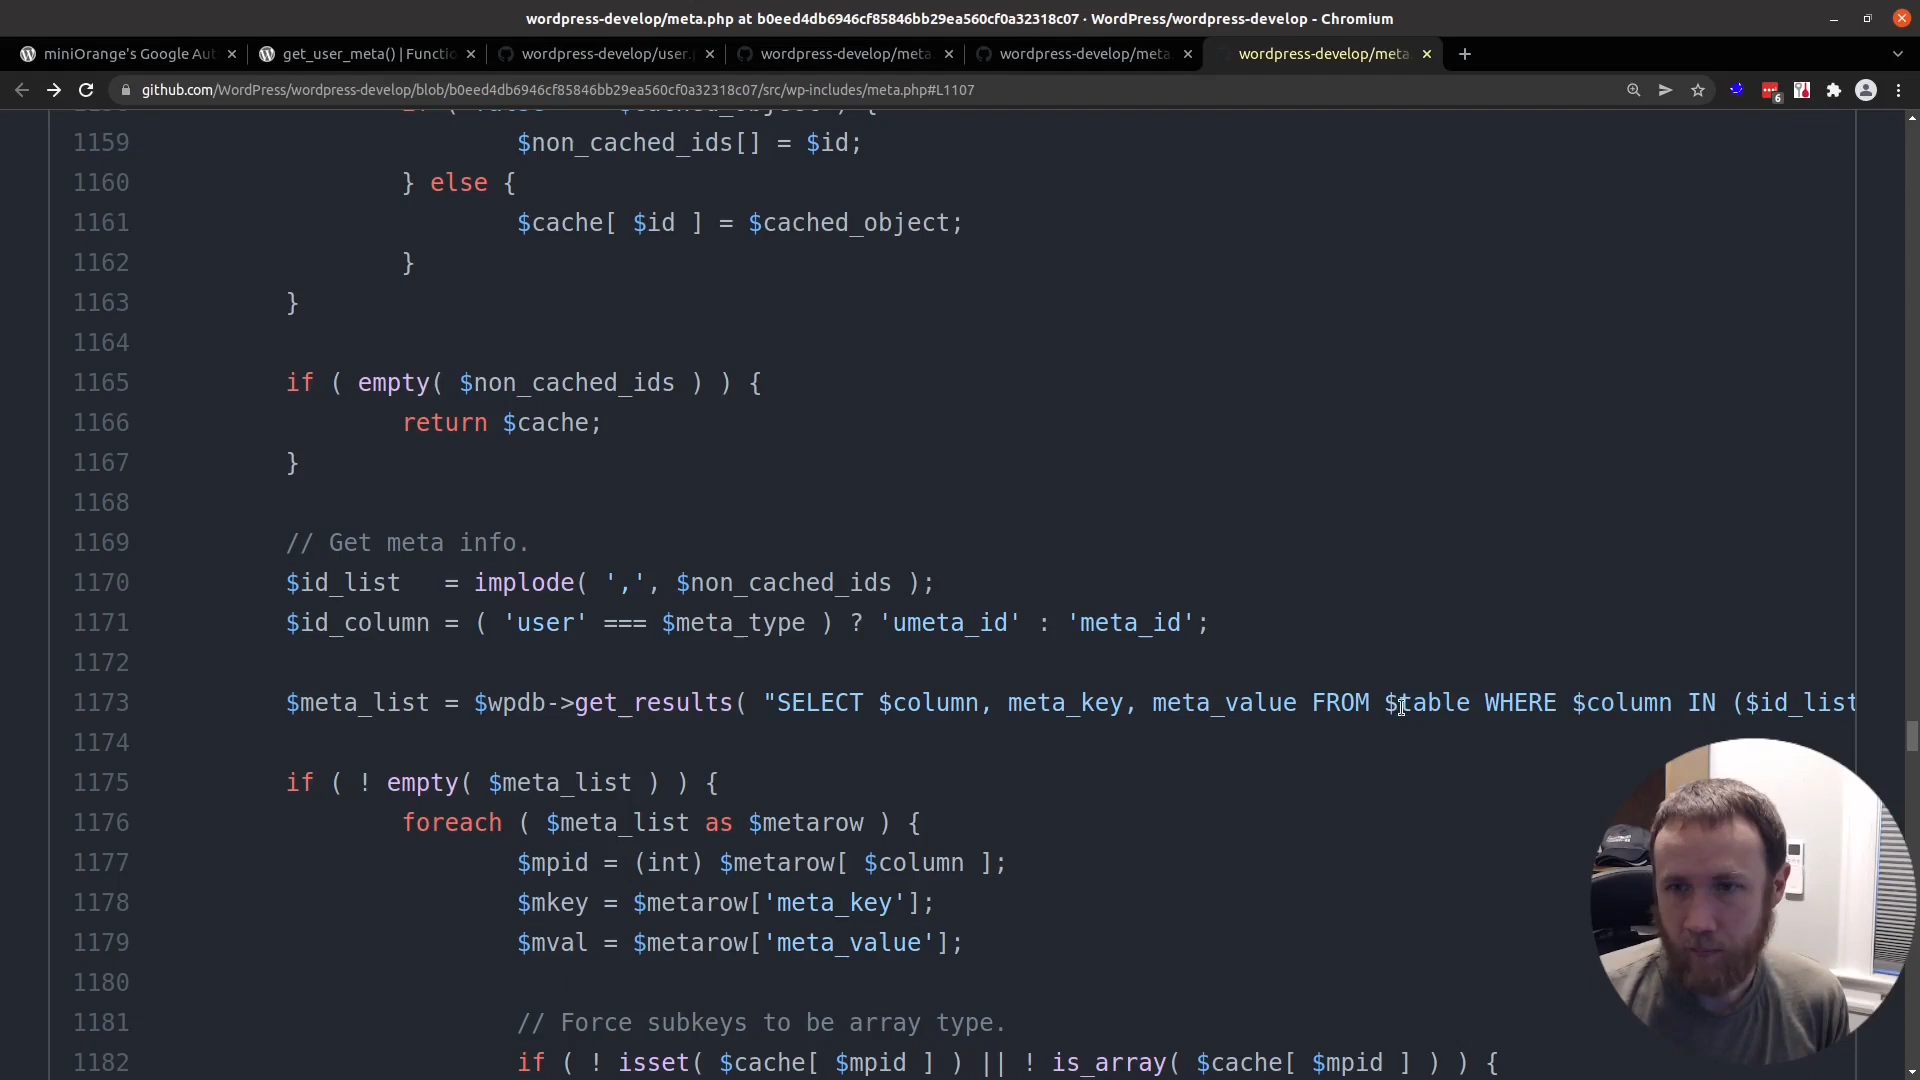 wordpress-develop/meta.php at b0eed4db6946cf85846bb29ea560cf0a32318c07 · WordPress/wordpress-develop - Chromium
miniOrange's Google Aut
get_user_meta() | Functio
wordpress-develop/user.p
wordpress-develop/meta.
wordpress-develop/meta.
wordpress-develop/meta.
github.com/WordPress/wordpress-develop/blob/b0eed4db6946cf85846bb29ea560cf0a32318c07/src/wp-includes/meta.php#L1107
6
1159 $non_cached_ids[] = $id;
1160 } else {
1161 $cache[ $id ] = $cached_object;
1162 }
1163 }
1164
1165 if ( empty( $non_cached_ids ) ) {
1166 return $cache;
1167 }
1168
1169 // Get meta info.
1170 $id_list   = implode( ',', $non_cached_ids );
1171 $id_column = ( 'user' === $meta_type ) ? 'umeta_id' : 'meta_id';
1172
1173 $meta_list = $wpdb->get_results( "SELECT $column, meta_key, meta_value FROM $table WHERE $column IN ($id_list
1174
1175 if ( ! empty( $meta_list ) ) {
1176 foreach ( $meta_list as $metarow ) {
1177 $mpid = (int) $metarow[ $column ];
1178 $mkey = $metarow['meta_key'];
1179 $mval = $metarow['meta_value'];
1180
1181 // Force subkeys to be array type.
1182 if ( ! isset( $cache[ $mpid ] ) || ! is_array( $cache[ $mpid ] ) ) {